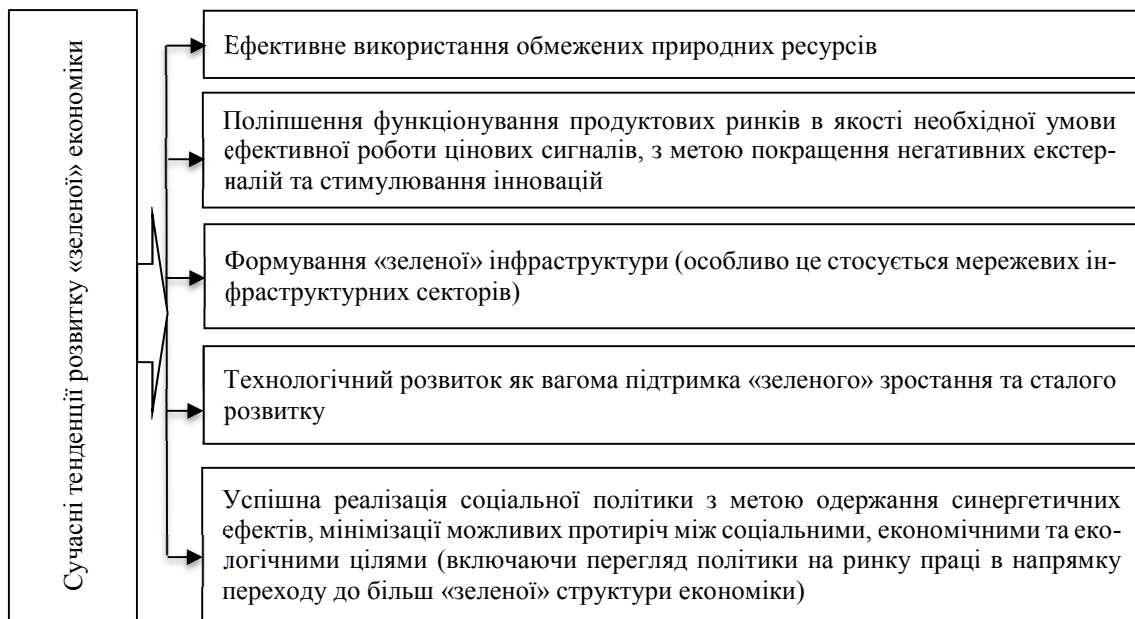 Сучасні тенденції розвитку «зеленої» економіки
Ефективне використання обмежених природних ресурсів
Поліпшення функціонування продуктових ринків в якості необхідної умови
ефективної роботи цінових сигналів, з метою покращення негативних екстер-
налій та стимулювання інновацій
Формування «зеленої» інфраструктури (особливо це стосується мережевих ін-
фраструктурних секторів)
Технологічний розвиток як вагома підтримка «зеленого» зростання та сталого
розвитку
Успішна реалізація соціальної політики з метою одержання синергетичних
ефектів, мінімізації можливих протиріч між соціальними, економічними та еко-
логічними цілями (включаючи перегляд політики на ринку праці в напрямку
переходу до більш «зеленої» структури економіки)